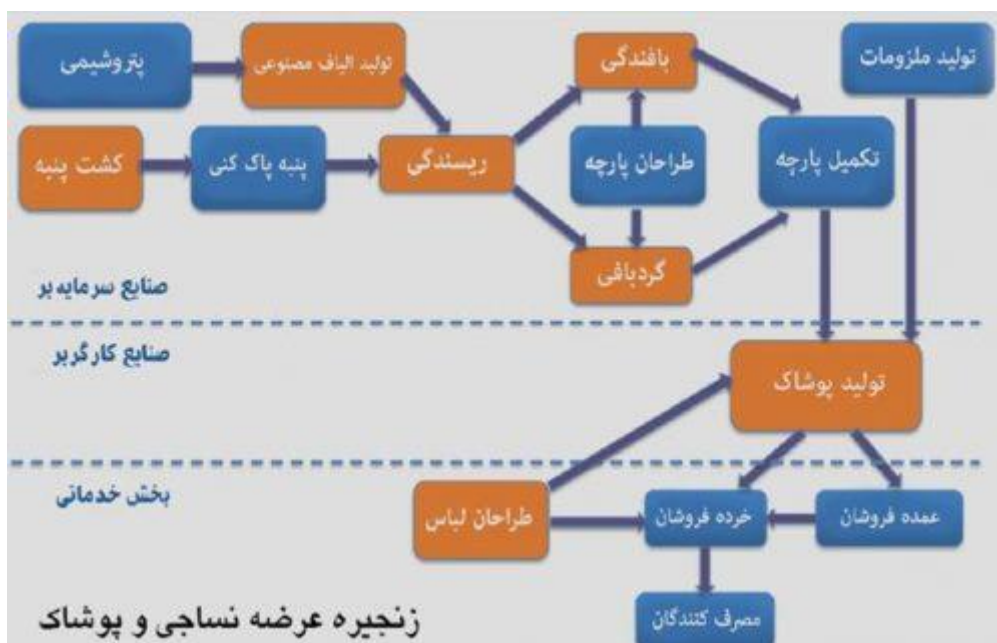 پتروشیمی
تولید الیاف مصنوعی
بافندگی
تولید ملزومات
کشت پنبه
پنبه پاک کنی
ریسندگی
طراحان پارچه
تکمیل پارچه
گردبافی
صنایع سرمایه‌بر
صنایع کارگربر
تولید پوشاک
بخش خدماتی
طراحان لباس
خرده فروشان
عمده فروشان
مصرف کنندگان
زنجیره عرضه نساجی و پوشاک